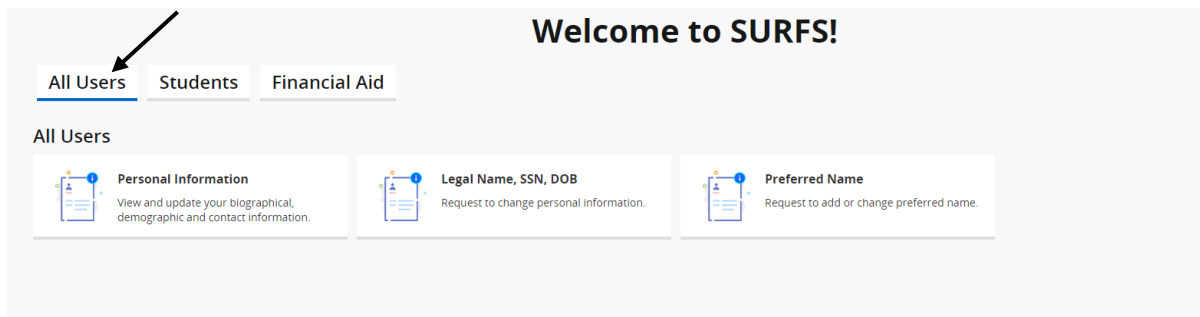 Welcome to SURFS!
All Users
Students
Financial Aid
All Users
Personal Information
View and update your biographical,
demographic and contact information.
Legal Name, SSN, DOB
Request to change personal information.
Preferred Name
Request to add or change preferred name.